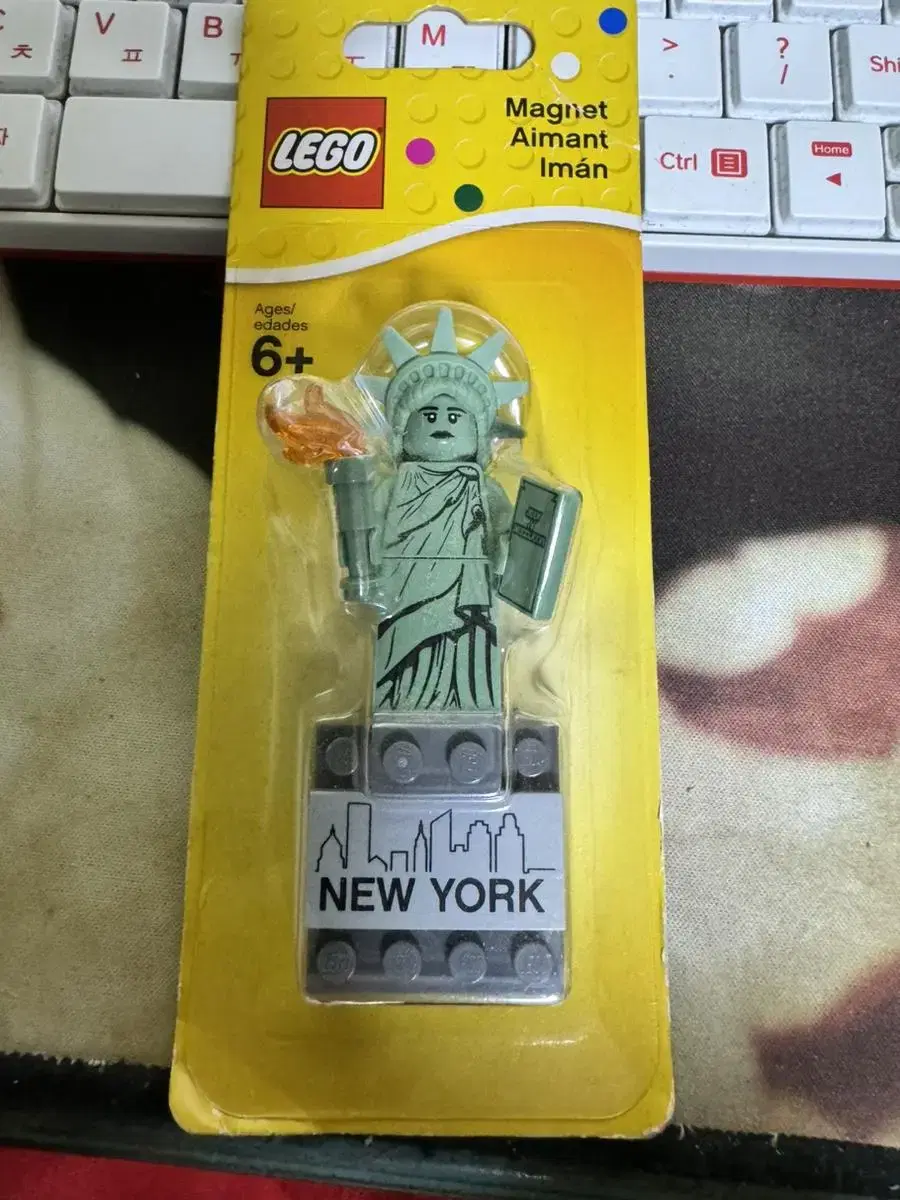 C
ㅊ
V
ㅍ
B
ㅠ
M
ㅡ
>
.
?
/
Shi
Ctrl
Home
LEGO
Magnet
Aimant
Imán
Ages/
edades
6+
NEW YORK